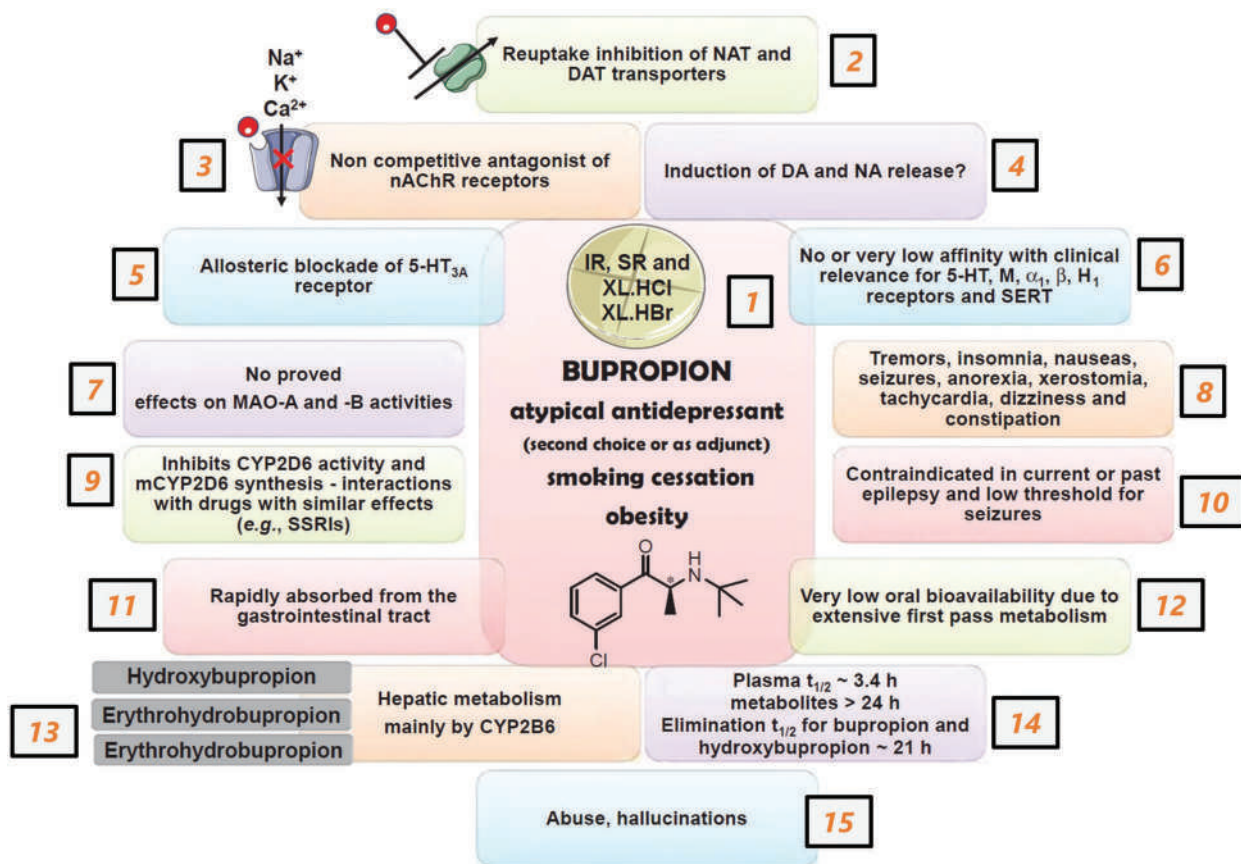 Reuptake inhibition of NAT and
DAT transporters
2
Na⁺
K⁺
Ca²⁺
3
Non competitive antagonist of
nAChR receptors
Induction of DA and NA release?
4
5
Allosteric blockade of 5-HT₃A
receptor
IR, SR and
XL.HCl
XL.HBr
1
No or very low affinity with clinical
relevance for 5-HT, M, α₁, β, H₁
receptors and SERT
6
7
No proved
effects on MAO-A and -B activities
BUPROPION
atypical antidepressant
(second choice or as adjunct)
smoking cessation
obesity
Tremors, insomnia, nauseas,
seizures, anorexia, xerostomia,
tachycardia, dizziness and
constipation
8
9
Inhibits CYP2D6 activity and
mCYP2D6 synthesis - interactions
with drugs with similar effects
(e.g., SSRIs)
Contraindicated in current or past
epilepsy and low threshold for
seizures
10
O
H
N
*
Cl
11
Rapidly absorbed from the
gastrointestinal tract
Very low oral bioavailability due to
extensive first pass metabolism
12
13
Hydroxybupropion
Erythrohydrobupropion
Erythrohydrobupropion
Hepatic metabolism
mainly by CYP2B6
Plasma t₁/₂ ~ 3.4 h
metabolites > 24 h
Elimination t₁/₂ for bupropion and
hydroxybupropion ~ 21 h
14
Abuse, hallucinations
15